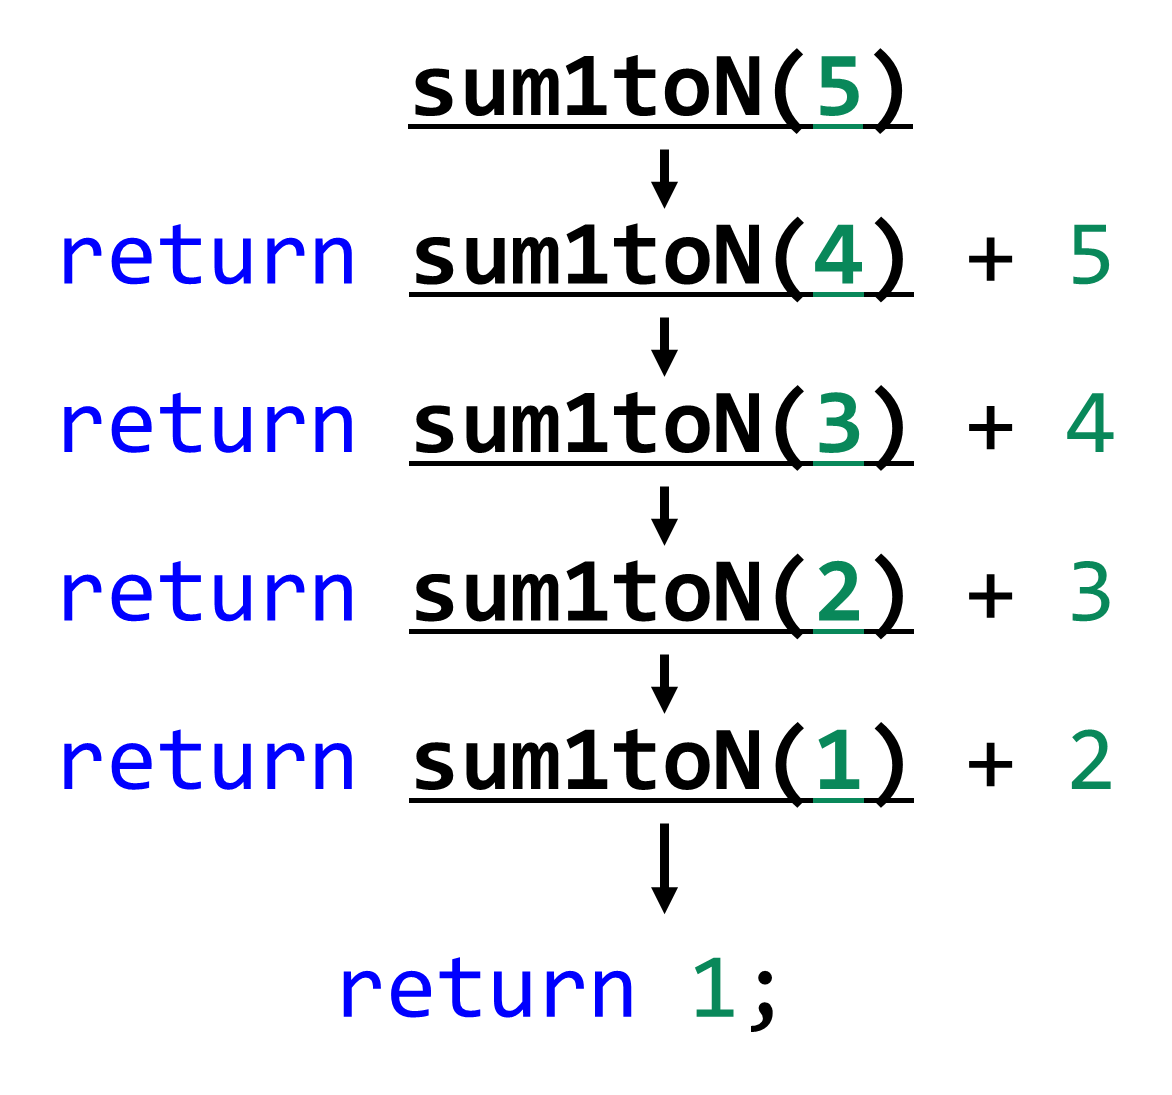 sum1toN(5)
return sum1toN(4) + 5
return sum1toN(3) + 4
return sum1toN(2) + 3
return sum1toN(1) + 2
return 1;